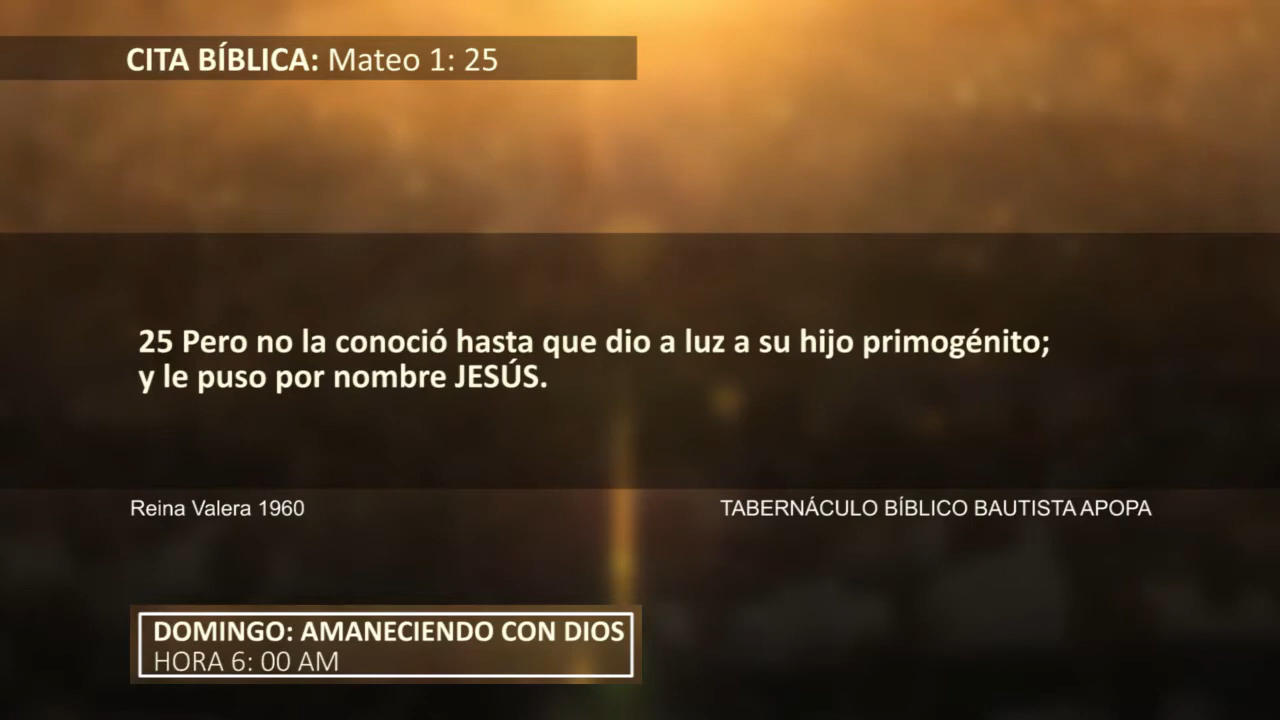 CITA BÍBLICA: Mateo 1: 25
25 Pero no la conoció hasta que dio a luz a su hijo primogénito;
y le puso por nombre JESÚS.
Reina Valera 1960
TABERNÁCULO BÍBLICO BAUTISTA APOPA
DOMINGO: AMANECIENDO CON DIOS
HORA 6: 00 AM